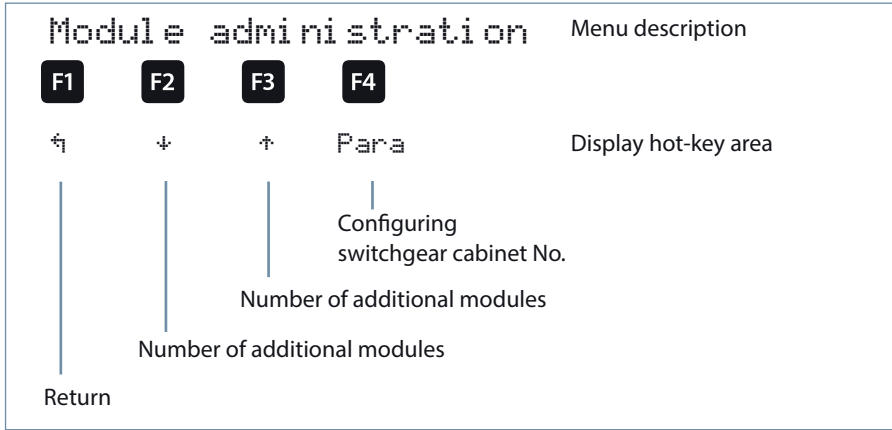 Module administration Menu description
F1 F2 F3 F4
↰ ↓ ↑ Para Display hot-key area
Configuring
switchgear cabinet No.
Number of additional modules
Number of additional modules
Return